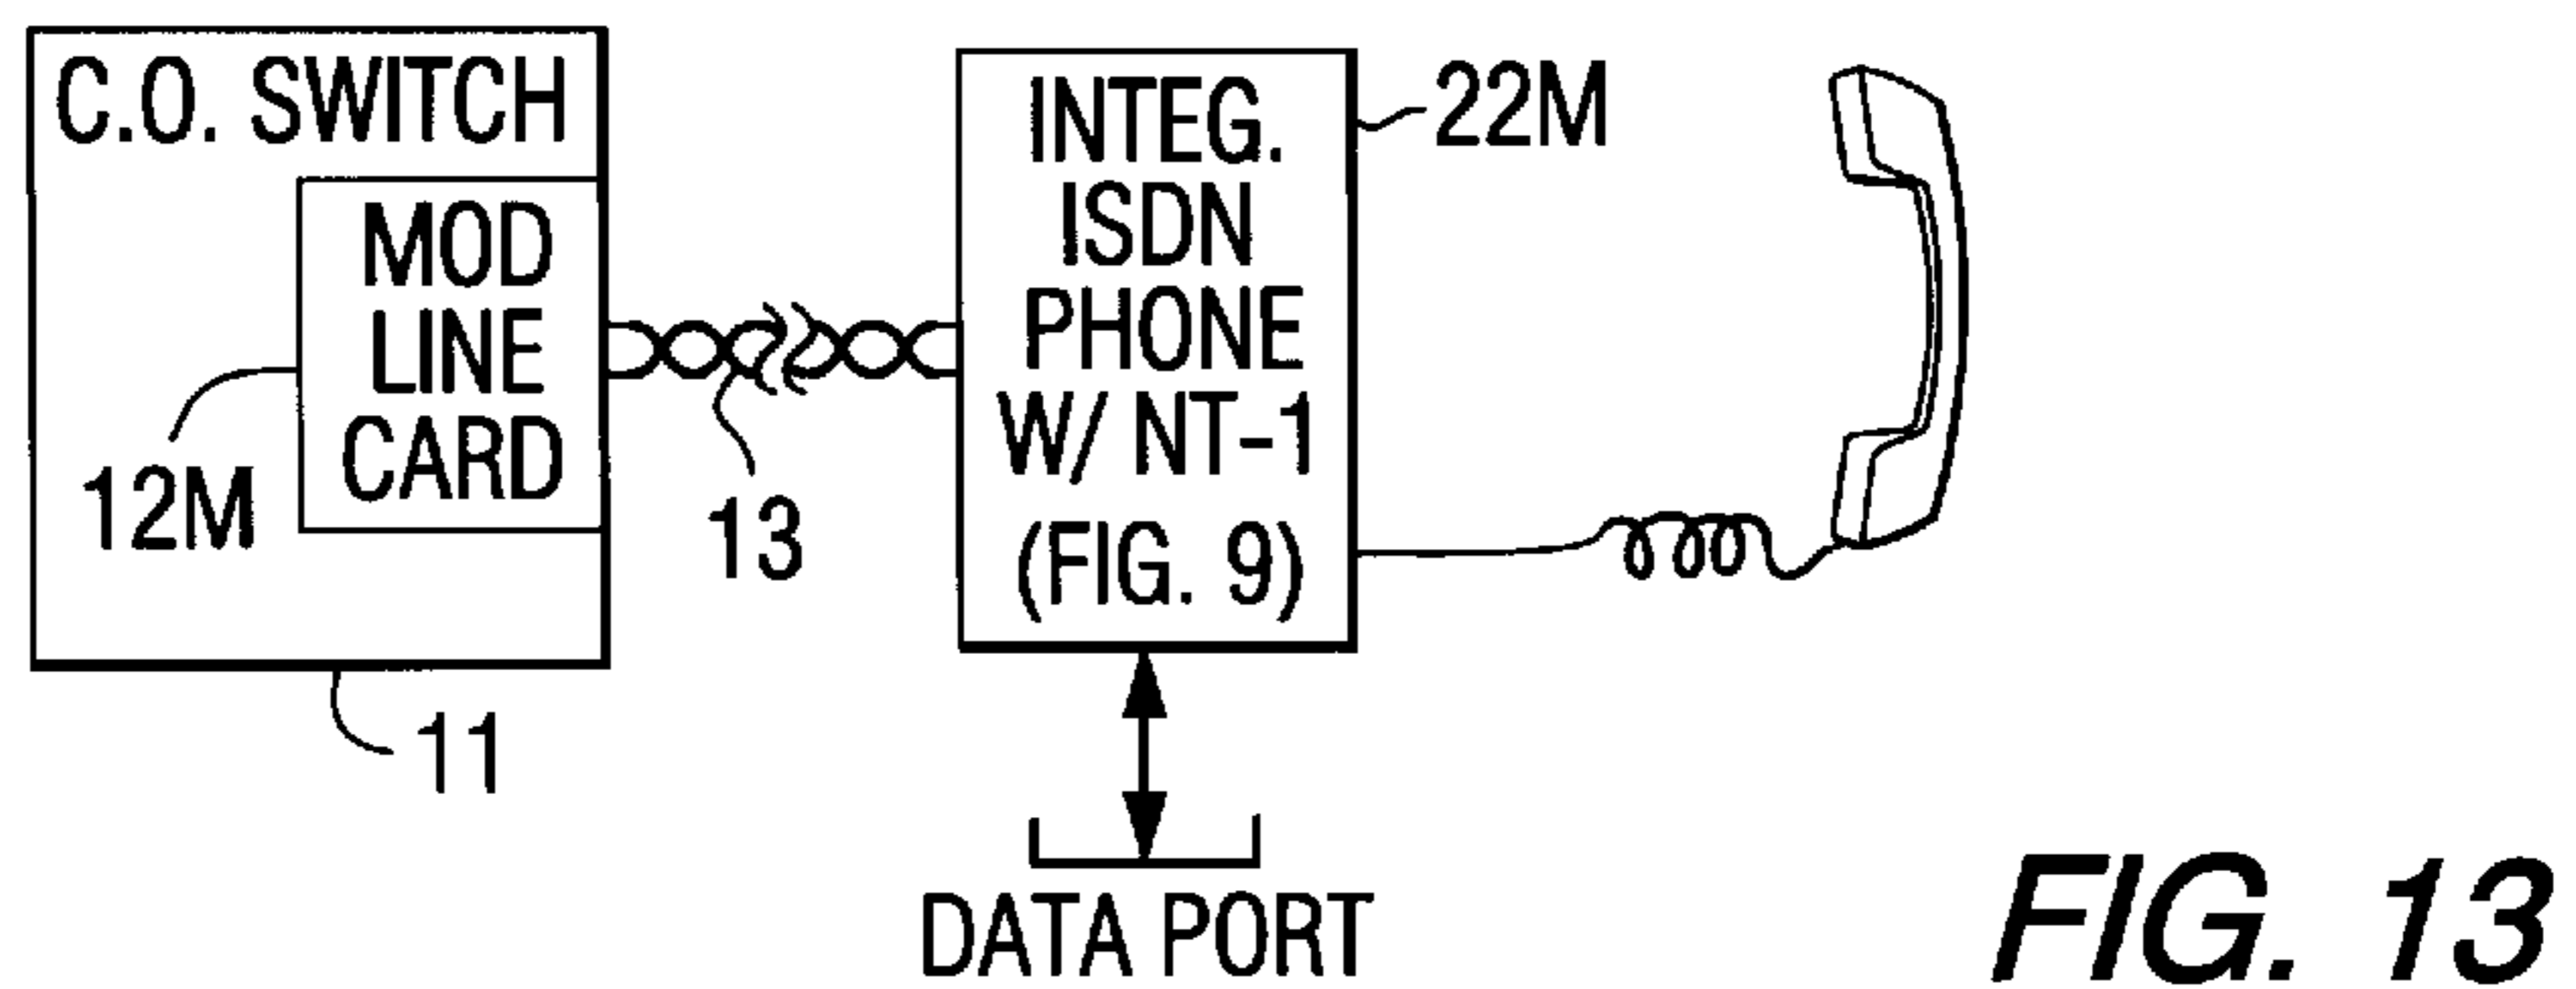 C.O. SWITCH
MOD
LINE
CARD
12M
11
13
INTEG.
ISDN
PHONE
W/ NT-1
(FIG. 9)
22M
DATA PORT
FIG. 13